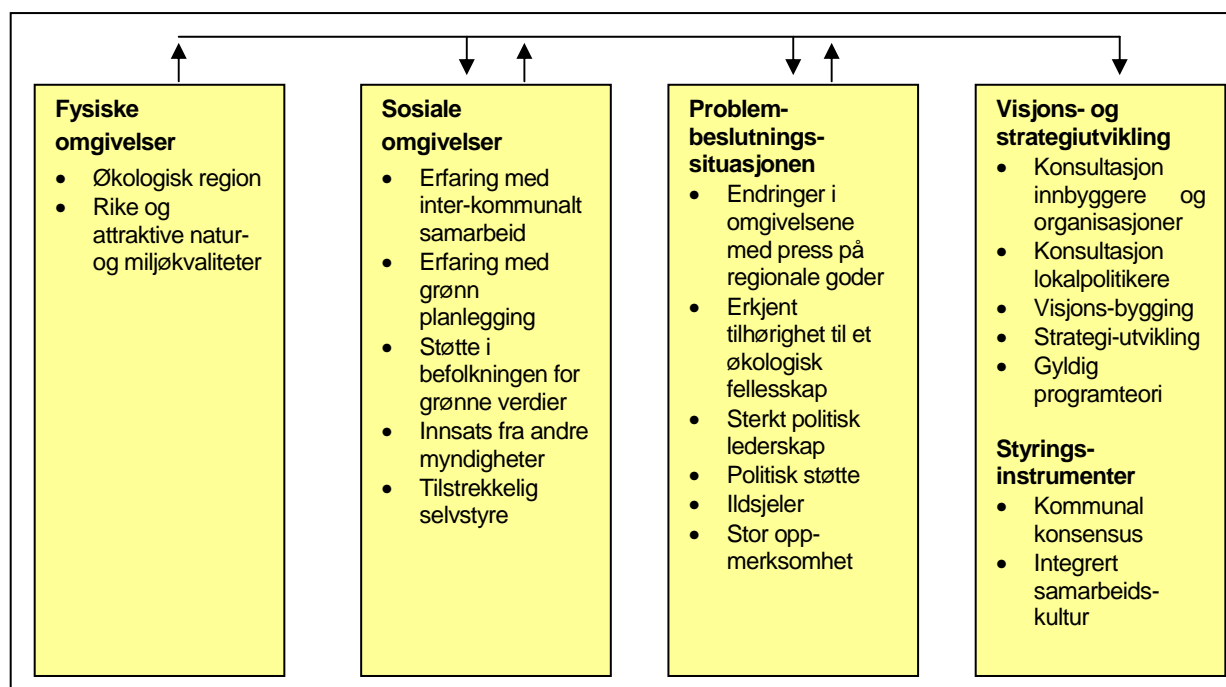 Fysiske
omgivelser
• Økologisk region
• Rike og
attraktive natur-
og miljøkvaliteter
Sosiale
omgivelser
• Erfaring med
inter-kommunalt
samarbeid
• Erfaring med
grønn
planlegging
• Støtte i
befolkningen for
grønne verdier
• Innsats fra andre
myndigheter
• Tilstrekkelig
selvstyre
Problem-
beslutnings-
situasjonen
• Endringer i
omgivelsene
med press på
regionale goder
• Erkjent
tilhørighet til et
økologisk
fellesskap
• Sterkt politisk
lederskap
• Politisk støtte
• Ildsjeler
• Stor opp-
merksomhet
Visjons- og
strategiutvikling
• Konsultasjon
innbyggere og
organisasjoner
• Konsultasjon
lokalpolitikere
• Visjons-bygging
• Strategi-utvikling
• Gyldig
programteori
Styrings-
instrumenter
• Kommunal
konsensus
• Integrert
samarbeids-
kultur